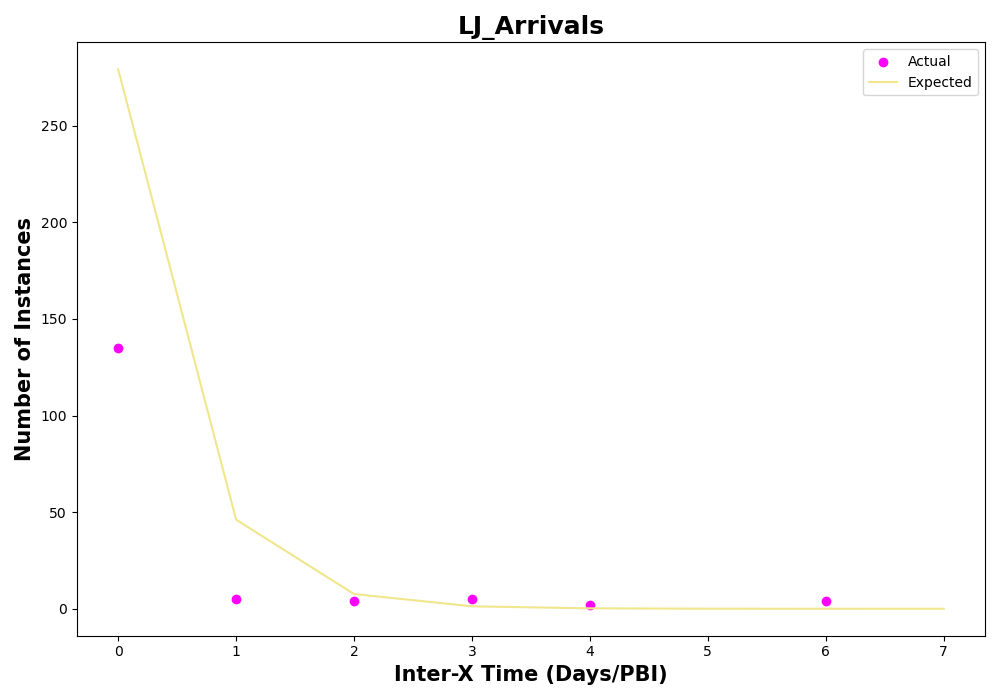 LJ_Arrivals
Actual
Expected
Number of Instances
250
200
150
100
50
0
0 1 2 3 4 5 6 7
Inter-X Time (Days/PBI)